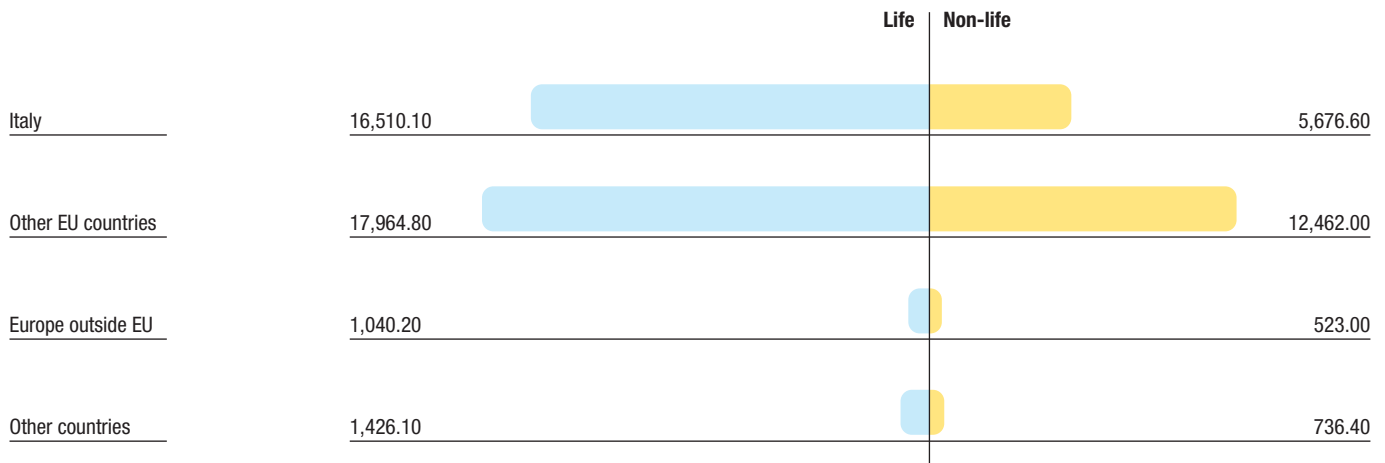 Life Non-life
Italy 16,510.10 5,676.60
Other EU countries 17,964.80 12,462.00
Europe outside EU 1,040.20 523.00
Other countries 1,426.10 736.40